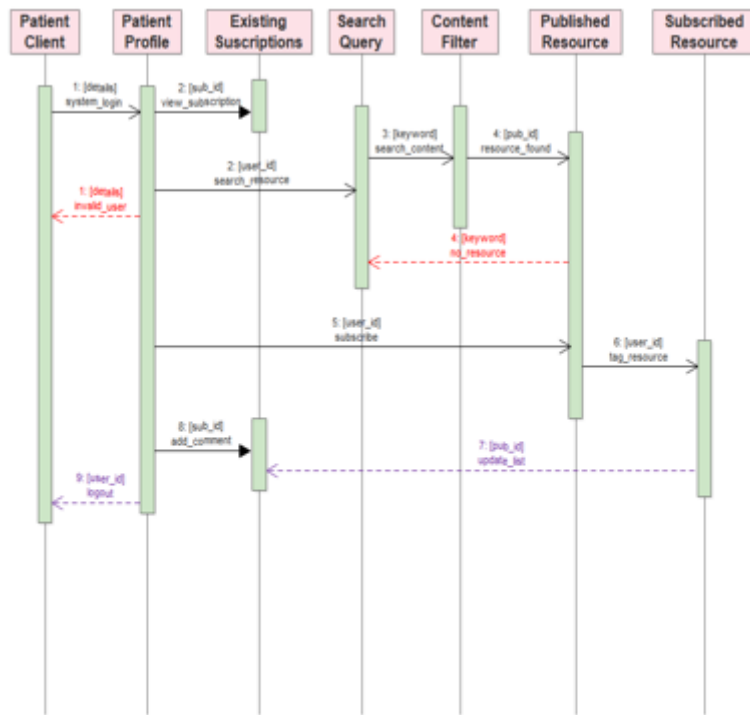 Patient
Client
Patient
Profile
Existing
Suscriptions
Search
Query
Content
Filter
Published
Resource
Subscribed
Resource
1: [details]
system_login
2: [sub_id]
view_subscription
3: [keyword]
search_content
4: [pub_id]
resource_found
2: [user_id]
search_resource
1: [details]
invalid_user
4: [keyword]
no_resource
5: [user_id]
subscribe
6: [user_id]
tag_resource
8: [sub_id]
add_comment
7: [pub_id]
update_list
9: [user_id]
logout